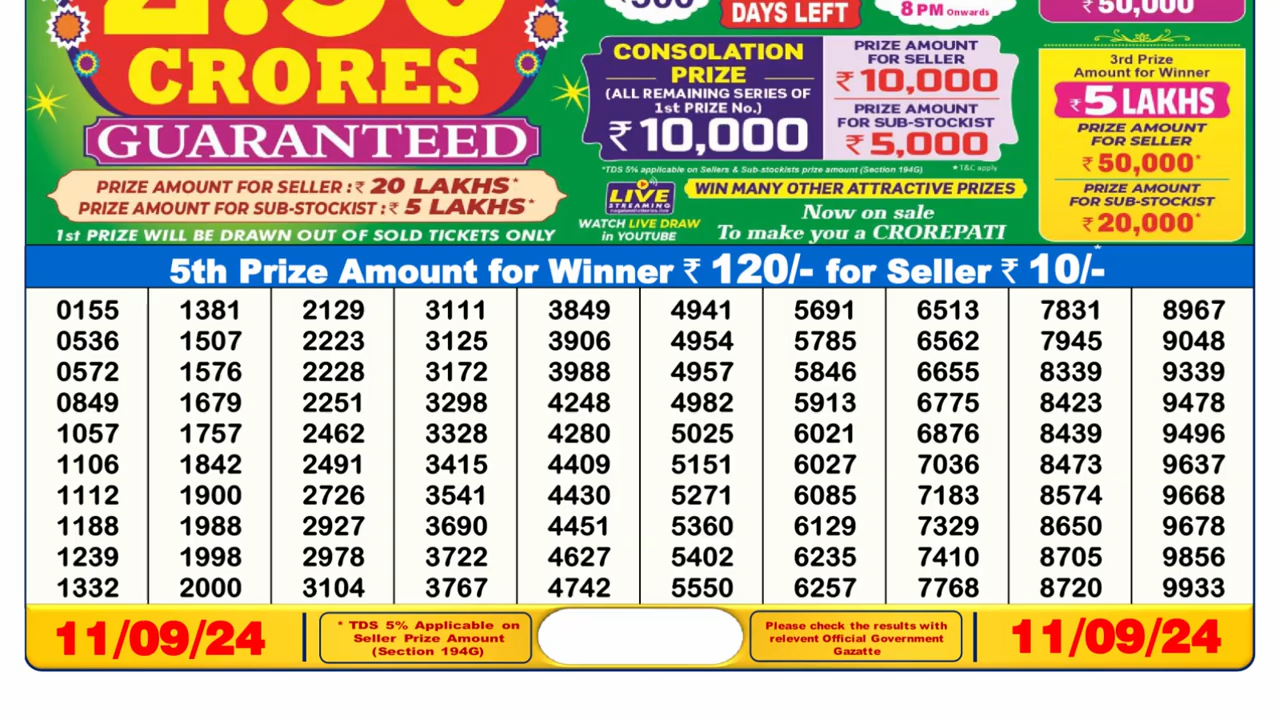 2.50
CRORES
GUARANTEED
PRIZE AMOUNT FOR SELLER : ₹ 20 LAKHS*
PRIZE AMOUNT FOR SUB-STOCKIST : ₹ 5 LAKHS*
1st PRIZE WILL BE DRAWN OUT OF SOLD TICKETS ONLY
DAYS LEFT
8 PM Onwards
CONSOLATION
PRIZE
(ALL REMAINING SERIES OF
1st PRIZE No.)
₹ 10,000
PRIZE AMOUNT
FOR SELLER
₹ 10,000
PRIZE AMOUNT
FOR SUB-STOCKIST
₹ 5,000
*TDS 5% applicable on Sellers & Sub-stockists prize amount (Section 194G)
*T&C apply
LIVE
STREAMING
WATCH LIVE DRAW
in YOUTUBE
WIN MANY OTHER ATTRACTIVE PRIZES
Now on sale
To make you a CROREPATI
₹ 50,000
3rd Prize
Amount for Winner
₹ 5 LAKHS
PRIZE AMOUNT
FOR SELLER
₹ 50,000*
PRIZE AMOUNT
FOR SUB-STOCKIST
₹ 20,000*
5th Prize Amount for Winner ₹ 120/- for Seller ₹ 10/-*
0155 1381 2129 3111 3849 4941 5691 6513 7831 8967
0536 1507 2223 3125 3906 4954 5785 6562 7945 9048
0572 1576 2228 3172 3988 4957 5846 6655 8339 9339
0849 1679 2251 3298 4248 4982 5913 6775 8423 9478
1057 1757 2462 3328 4280 5025 6021 6876 8439 9496
1106 1842 2491 3415 4409 5151 6027 7036 8473 9637
1112 1900 2726 3541 4430 5271 6085 7183 8574 9668
1188 1988 2927 3690 4451 5360 6129 7329 8650 9678
1239 1998 2978 3722 4627 5402 6235 7410 8705 9856
1332 2000 3104 3767 4742 5550 6257 7768 8720 9933
11/09/24
* TDS 5% Applicable on
Seller Prize Amount
(Section 194G)
Please check the results with
relevent Official Government
Gazatte
11/09/24